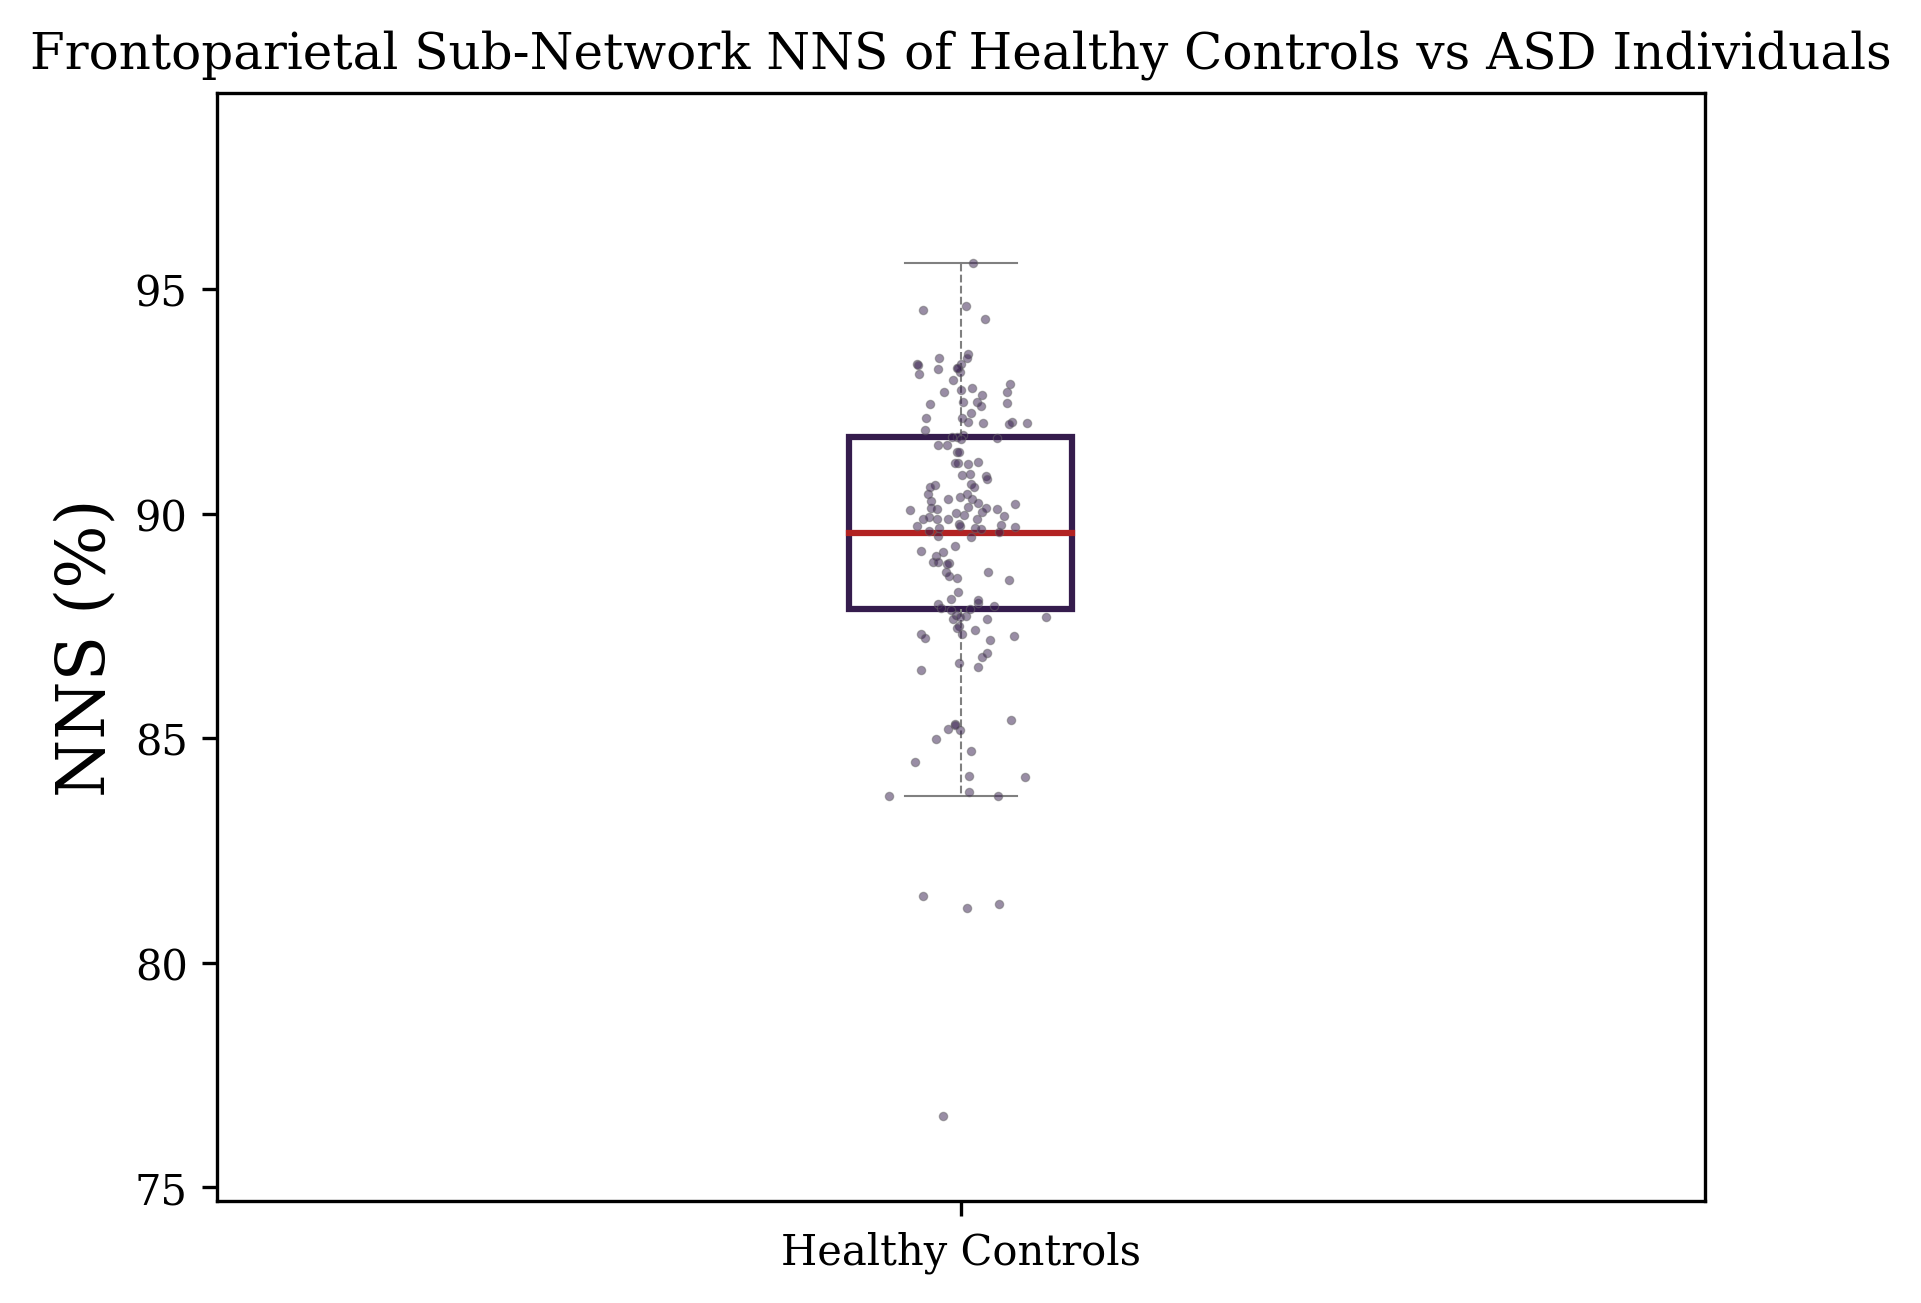 Frontoparietal Sub-Network NNS of Healthy Controls vs ASD Individuals
NNS (%)
95
90
85
80
75
Healthy Controls